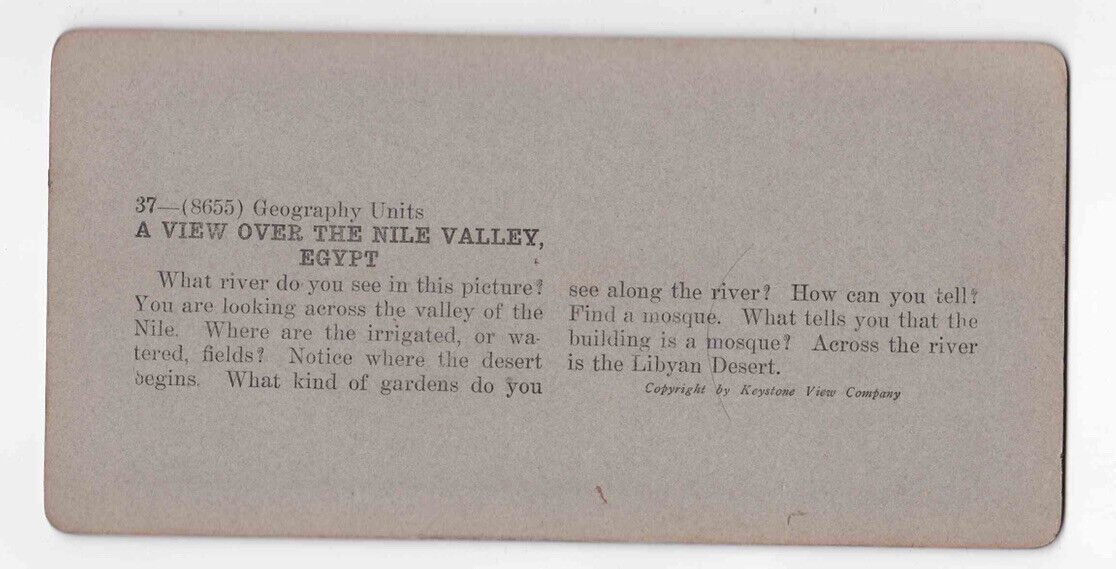 37—(8655) Geography Units
A VIEW OVER THE NILE VALLEY,
EGYPT
What river do you see in this picture?
You are looking across the valley of the
Nile. Where are the irrigated, or wa-
tered, fields? Notice where the desert
begins. What kind of gardens do you
see along the river? How can you tell?
Find a mosque. What tells you that the
building is a mosque? Across the river
is the Libyan Desert.
Copyright by Keystone View Company